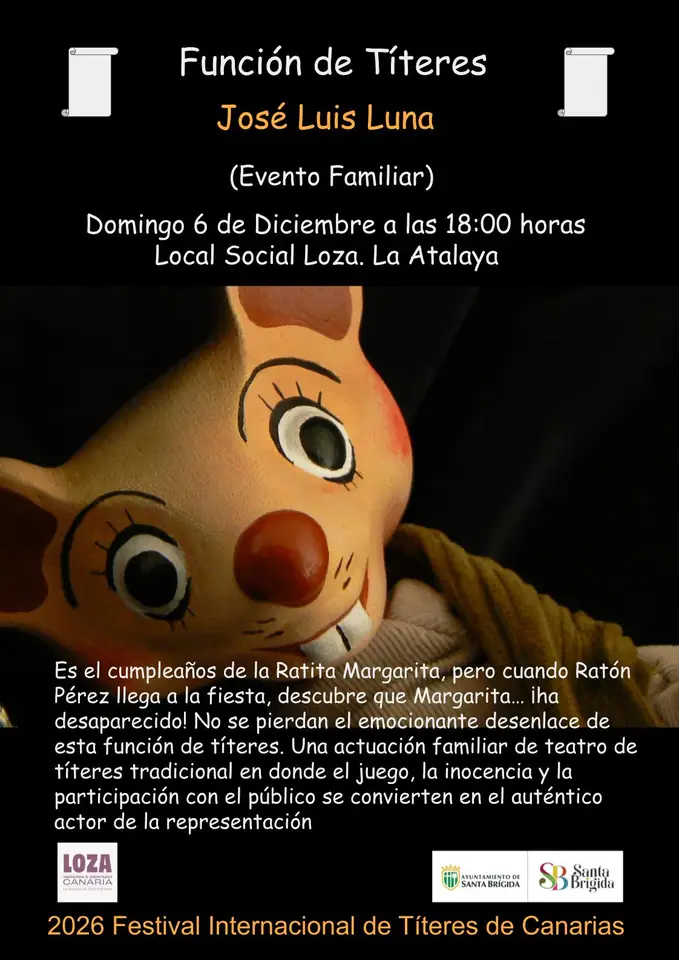 Función de Títeres
José Luis Luna
(Evento Familiar)
Domingo 6 de Diciembre a las 18:00 horas
Local Social Loza. La Atalaya
Es el cumpleaños de la Ratita Margarita, pero cuando Ratón
Pérez llega a la fiesta, descubre que Margarita... ¡ha
desaparecido! No se pierdan el emocionante desenlace de
esta función de títeres. Una actuación familiar de teatro de
títeres tradicional en donde el juego, la inocencia y la
participación con el público se convierten en el auténtico
actor de la representación
LOZA
CANARIA
AYUNTAMIENTO DE
SANTA BRÍGIDA
SB Santa
Brígida
2026 Festival Internacional de Títeres de Canarias